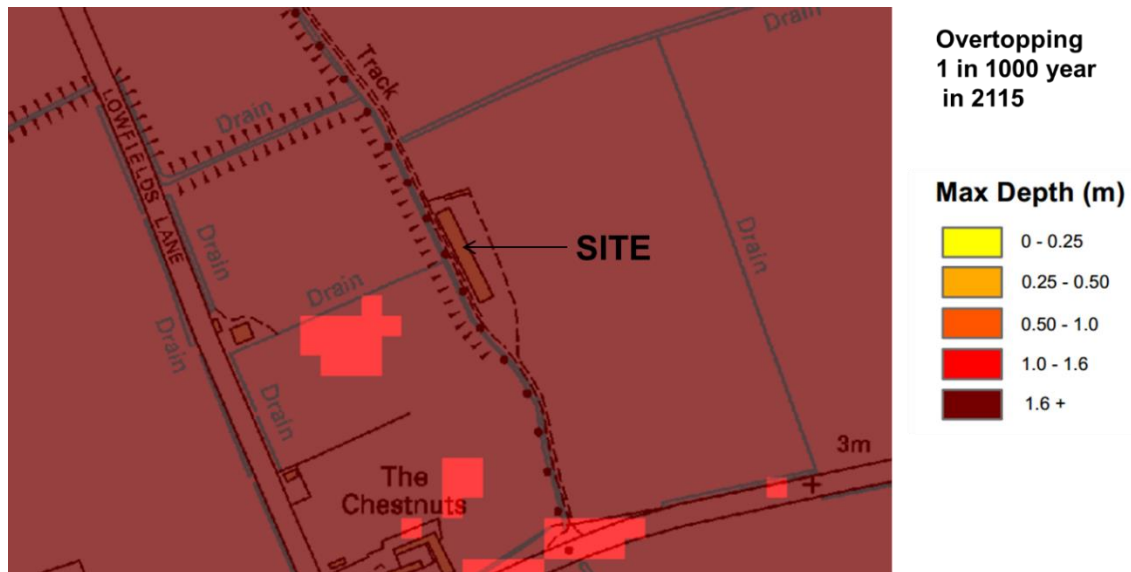 Overtopping
1 in 1000 year
in 2115
Max Depth (m)
0 - 0.25
0.25 - 0.50
0.50 - 1.0
1.0 - 1.6
1.6 +
Drain
Track
Drain
LOWFIELDS LANE
Drain
SITE
Drain
Drain
Drain
Drain
3m
The
Chestnuts